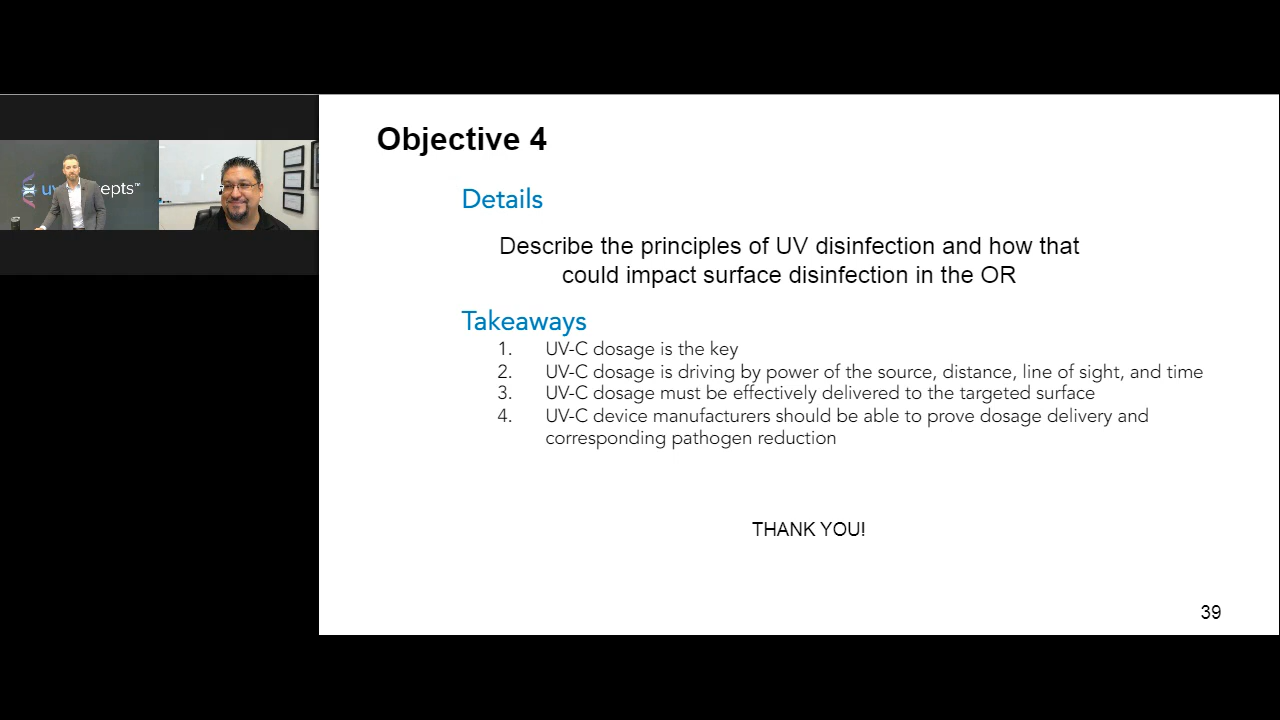 Objective 4
Details
Describe the principles of UV disinfection and how that
could impact surface disinfection in the OR
Takeaways
1. UV-C dosage is the key
2. UV-C dosage is driving by power of the source, distance, line of sight, and time
3. UV-C dosage must be effectively delivered to the targeted surface
4. UV-C device manufacturers should be able to prove dosage delivery and
corresponding pathogen reduction
THANK YOU!
39